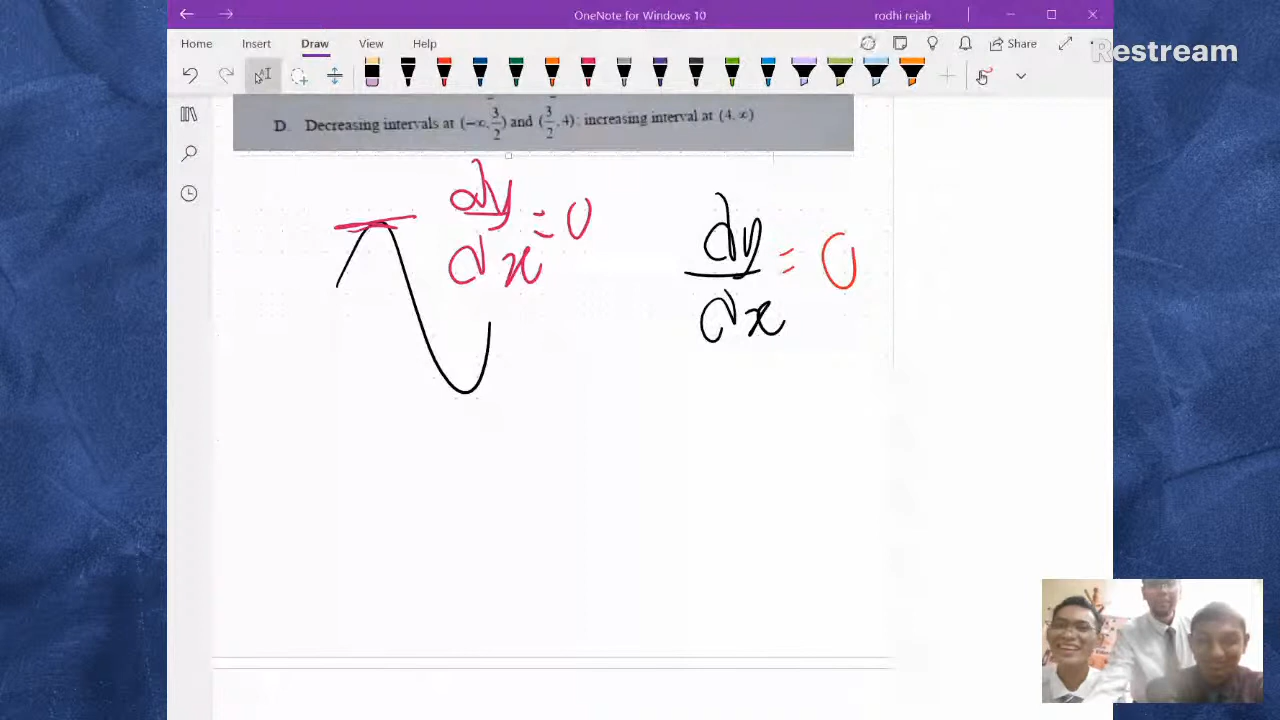 OneNote for Windows 10
rodhi rejab
Home Insert Draw View Help
Share
Restream
D. Decreasing intervals at (−∞, 3/2) and (3/2, 4): increasing interval at (4, ∞)
dy/dx = 0
dy/dx = 0